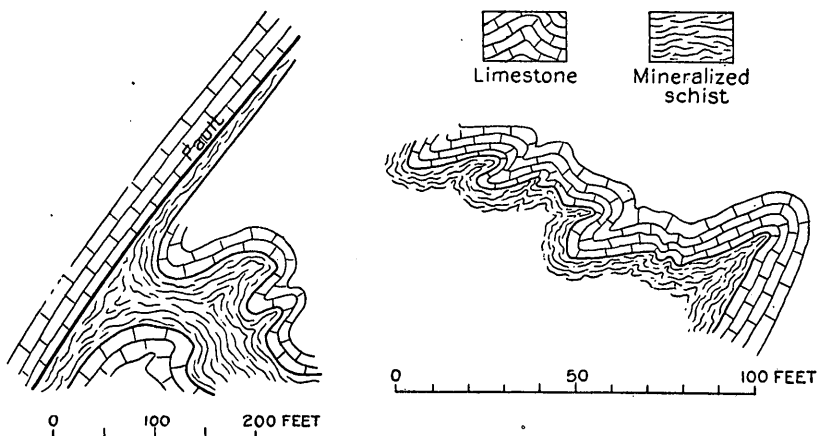 Fault
Limestone
Mineralized
schist
0 100 200 FEET
0 50 100 FEET